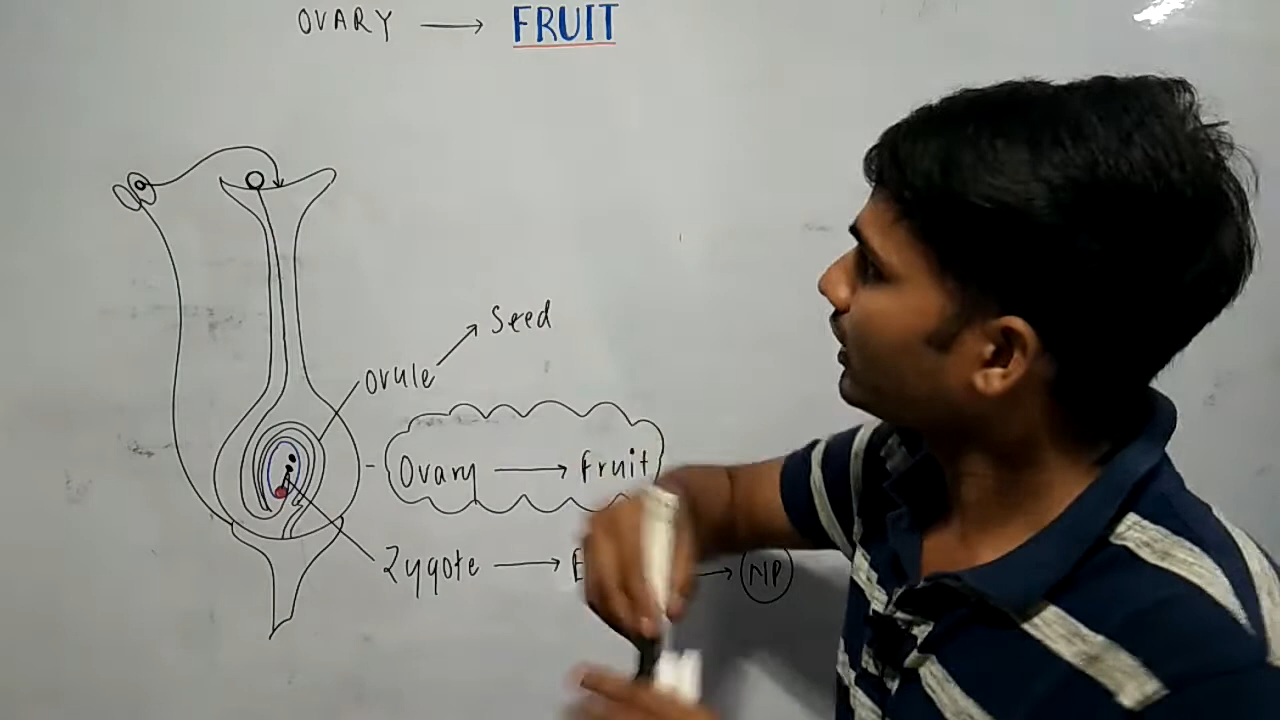 OVARY → FRUIT
Seed
Ovule
Ovary → Fruit
Zygote → E → NP